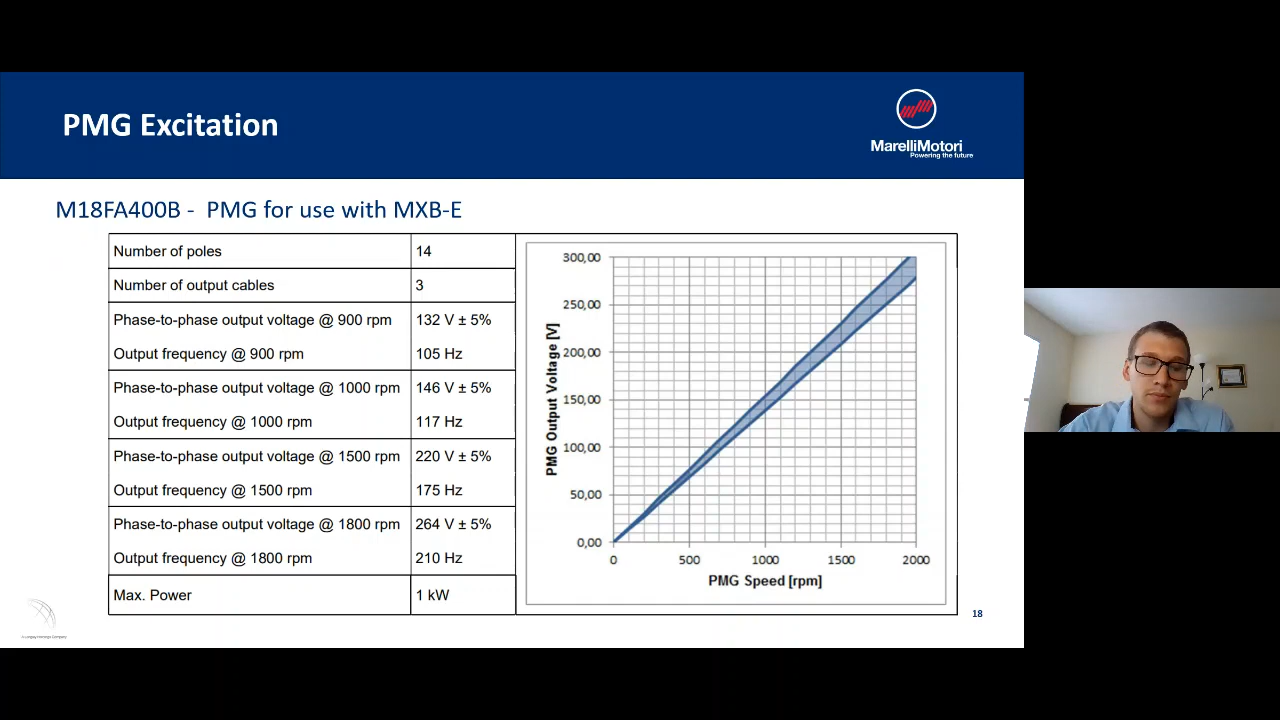 PMG Excitation
MarelliMotori
Powering the future
M18FA400B - PMG for use with MXB-E
Number of poles 14
Number of output cables 3
Phase-to-phase output voltage @ 900 rpm 132 V ± 5%
Output frequency @ 900 rpm 105 Hz
Phase-to-phase output voltage @ 1000 rpm 146 V ± 5%
Output frequency @ 1000 rpm 117 Hz
Phase-to-phase output voltage @ 1500 rpm 220 V ± 5%
Output frequency @ 1500 rpm 175 Hz
Phase-to-phase output voltage @ 1800 rpm 264 V ± 5%
Output frequency @ 1800 rpm 210 Hz
Max. Power 1 kW
PMG Output Voltage [V]
300,00
250,00
200,00
150,00
100,00
50,00
0,00
0 500 1000 1500 2000
PMG Speed [rpm]
18